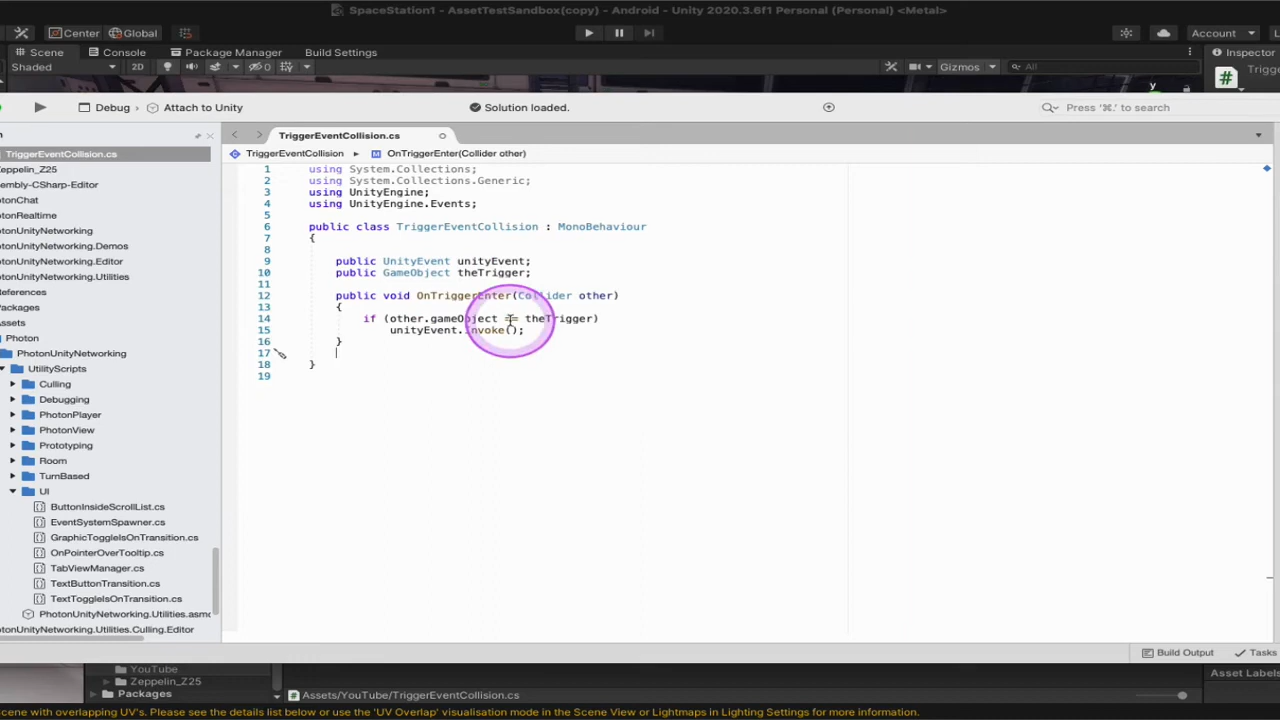 SpaceStation1 - AssetTestSandbox(copy) - Android - Unity 2020.3.6f1 Personal (Personal) <Metal>
Center Global Account
Scene Console Package Manager Build Settings Inspector
Shaded 2D 0 Gizmos All
y
# Trigge
Debug › Attach to Unity Solution loaded. Press '⌘.' to search
TriggerEventCollision.cs
TriggerEventCollision ▸ OnTriggerEnter(Collider other)
TriggerEventCollision.cs
Zeppelin_Z25
sembly-CSharp-Editor
otonChat
otonRealtime
otonUnityNetworking
otonUnityNetworking.Demos
otonUnityNetworking.Editor
otonUnityNetworking.Utilities
eferences
ackages
ssets
Photon
PhotonUnityNetworking
UtilityScripts
Culling
Debugging
PhotonPlayer
PhotonView
Prototyping
Room
TurnBased
UI
ButtonInsideScrollList.cs
EventSystemSpawner.cs
GraphicToggleIsOnTransition.cs
OnPointerOverTooltip.cs
TabViewManager.cs
TextButtonTransition.cs
TextToggleIsOnTransition.cs
PhotonUnityNetworking.Utilities.asmd
otonUnityNetworking.Utilities.Culling.Editor
1 using System.Collections;
2 using System.Collections.Generic;
3 using UnityEngine;
4 using UnityEngine.Events;
5
6 public class TriggerEventCollision : MonoBehaviour
7 {
8
9 public UnityEvent unityEvent;
10 public GameObject theTrigger;
11
12 public void OnTriggerEnter(Collider other)
13 {
14 if (other.gameObject == theTrigger)
15 unityEvent.Invoke();
16 }
17
18 }
19
Build Output Tasks
YouTube
Zeppelin_Z25
Packages
Assets/YouTube/TriggerEventCollision.cs
Asset Labels
cene with overlapping UV's. Please see the details list below or use the 'UV Overlap' visualisation mode in the Scene View or Lightmaps in Lighting Settings for more information.